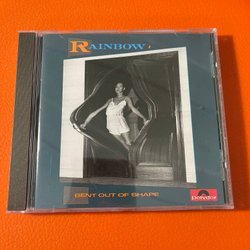 RAINBOW
BENT OUT OF SHAPE
polydor